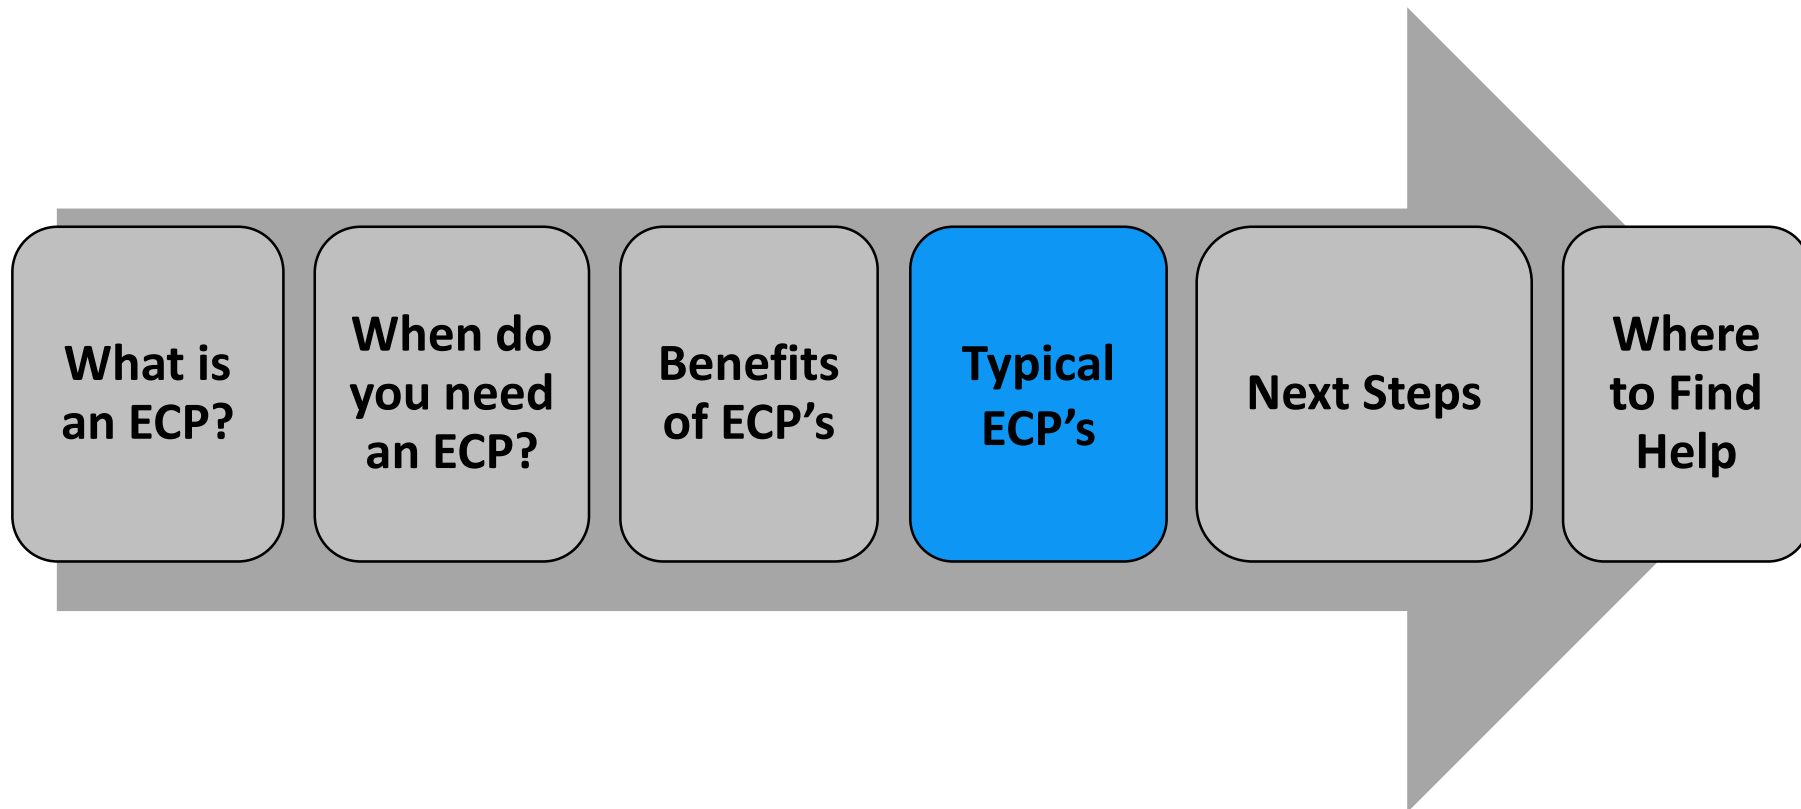 What is
an ECP?
When do
you need
an ECP?
Benefits
of ECP’s
Typical
ECP’s
Next Steps
Where
to Find
Help